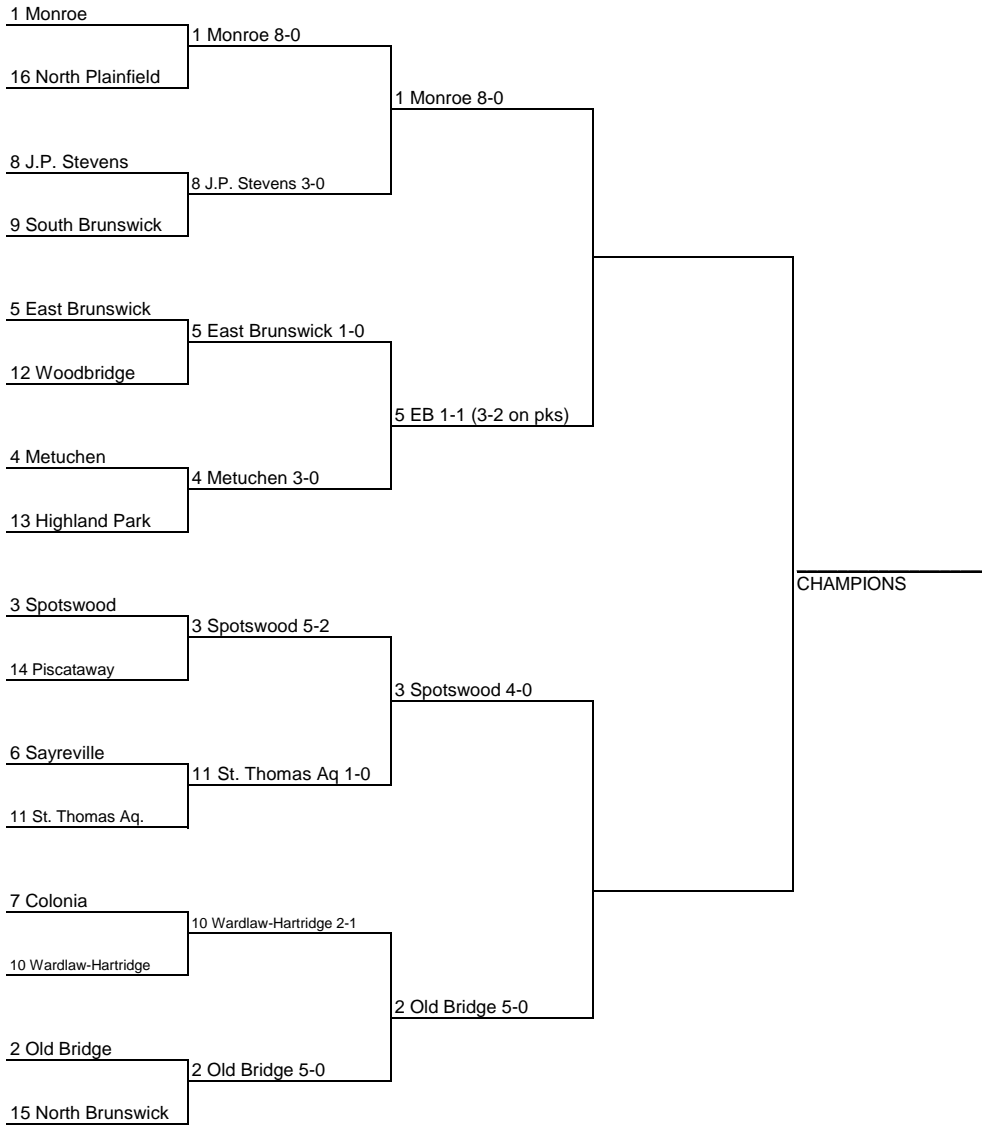 1 Monroe
1 Monroe 8-0
16 North Plainfield
1 Monroe 8-0
8 J.P. Stevens
8 J.P. Stevens 3-0
9 South Brunswick
5 East Brunswick
5 East Brunswick 1-0
12 Woodbridge
5 EB 1-1 (3-2 on pks)
4 Metuchen
4 Metuchen 3-0
13 Highland Park
CHAMPIONS
3 Spotswood
3 Spotswood 5-2
14 Piscataway
3 Spotswood 4-0
6 Sayreville
11 St. Thomas Aq 1-0
11 St. Thomas Aq.
7 Colonia
10 Wardlaw-Hartridge 2-1
10 Wardlaw-Hartridge
2 Old Bridge 5-0
2 Old Bridge
2 Old Bridge 5-0
15 North Brunswick